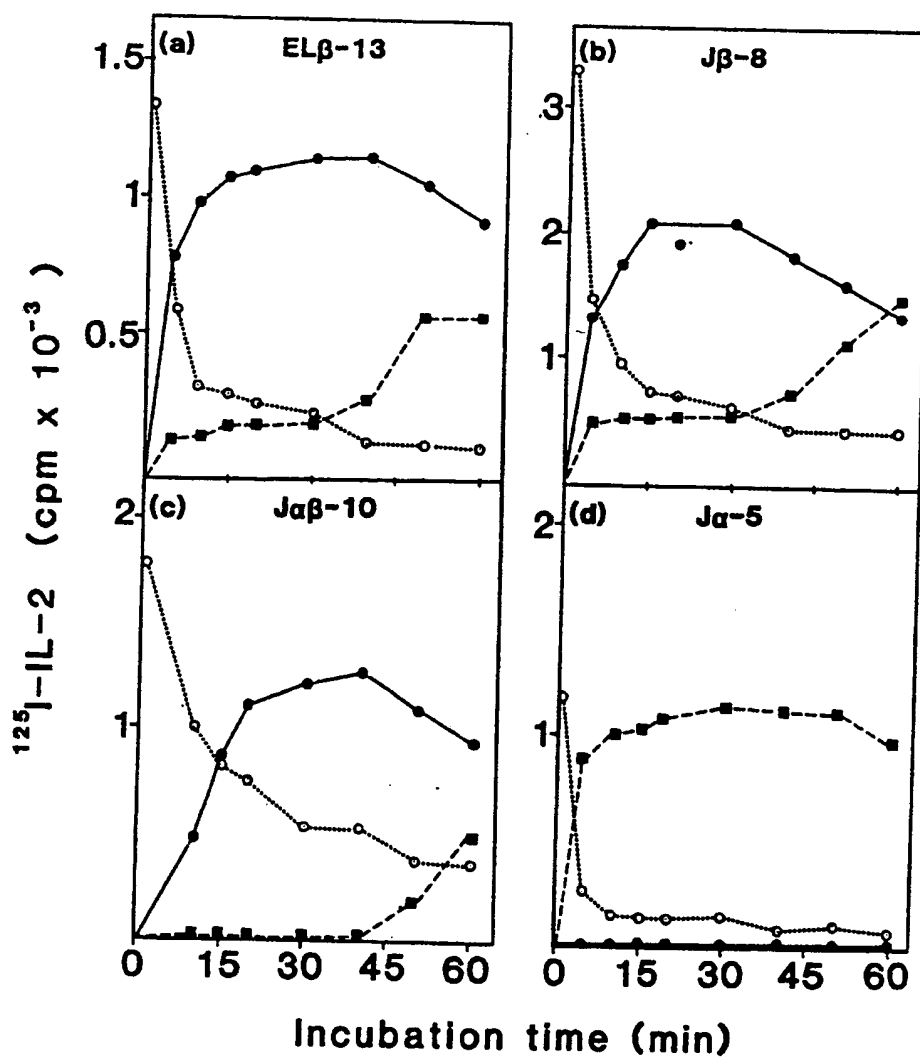 (a) ELβ-13
1.5
1
0.5
(b) Jβ-8
3
2
1
(c) Jαβ-10
2
1
(d) Jα-5
2
1
¹²⁵J-IL-2 (cpm x 10⁻³)
0 15 30 45 60
0 15 30 45 60
Incubation time (min)